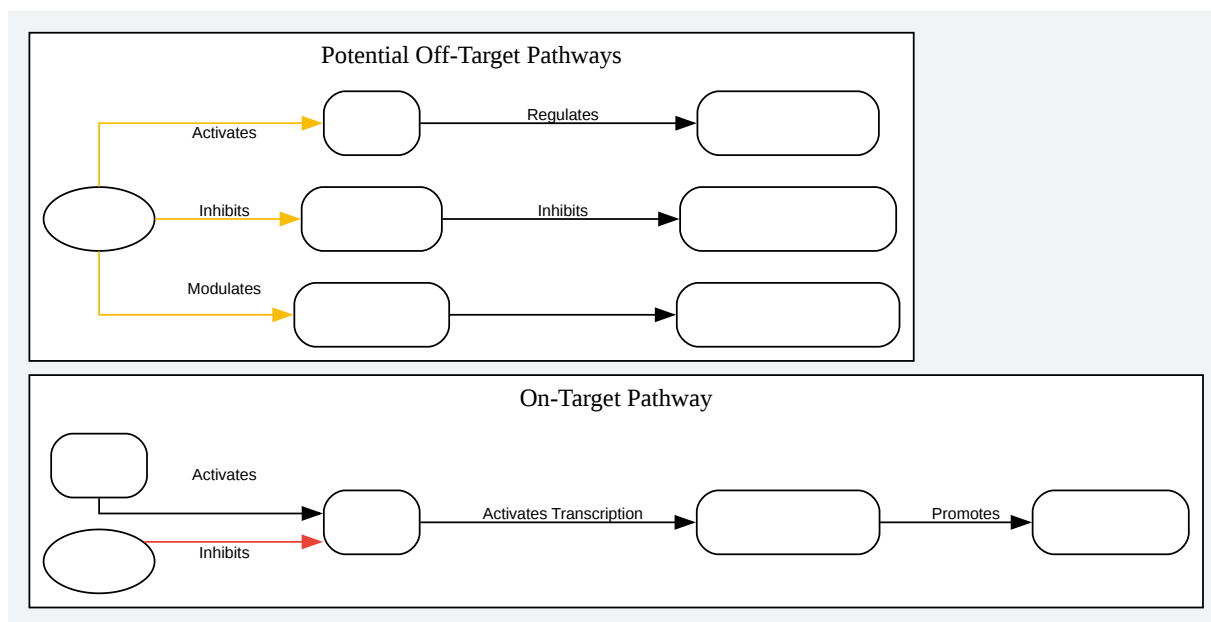 Potential Off-Target Pathways
Activates
Regulates
Inhibits
Inhibits
Modulates
On-Target Pathway
Activates
Activates Transcription
Promotes
Inhibits